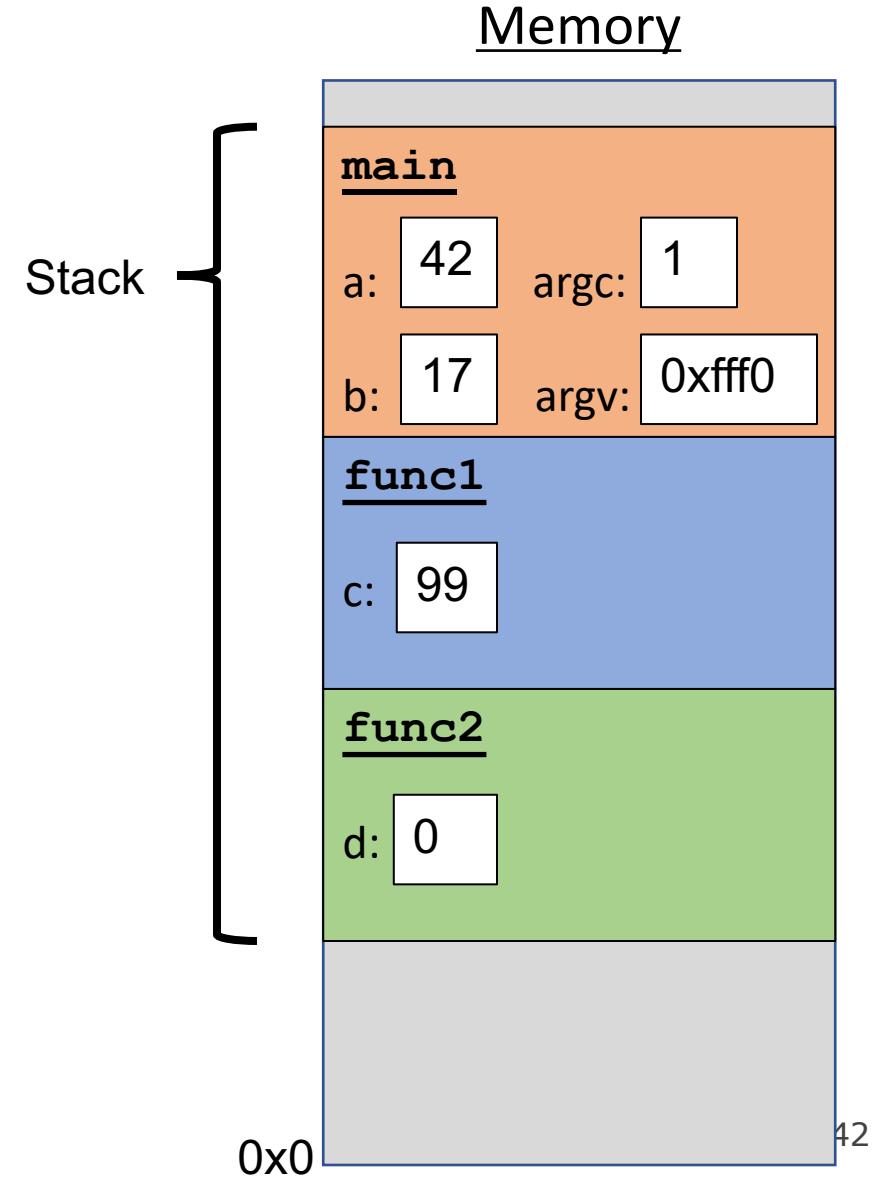 Memory
Stack
main
a: 42 argc: 1
b: 17 argv: 0xfff0
func1
c: 99
func2
d: 0
42
0x0